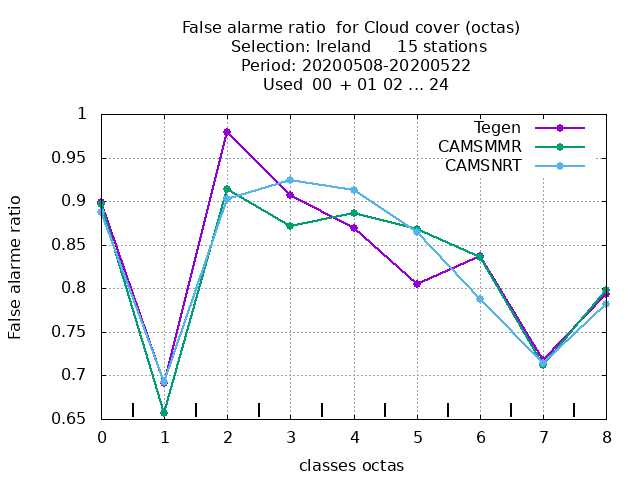 False alarme ratio  for Cloud cover (octas)
Selection: Ireland     15 stations
Period: 20200508-20200522
Used  00 + 01 02 ... 24
1
0.95
0.9
0.85
0.8
0.75
0.7
0.65
False alarme ratio
Tegen
CAMSMMR
CAMSNRT
0 1 2 3 4 5 6 7 8
classes octas